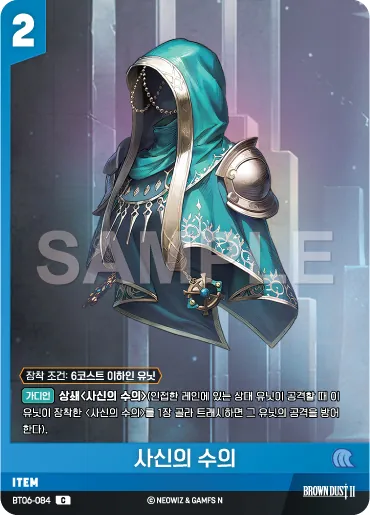 2
SAMPLE
장착 조건: 6코스트 이하인 유닛
가디언 상쇄<사신의 수의>(인접한 레인에 있는 상대 유닛이 공격할 때 이
유닛이 장착한 <사신의 수의>를 1장 골라 트래시하면 그 유닛의 공격을 받어
한다).
사신의 수의
ITEM
BT06-084 C
© NEOWIZ & GAMFS N
BROWN DUST II